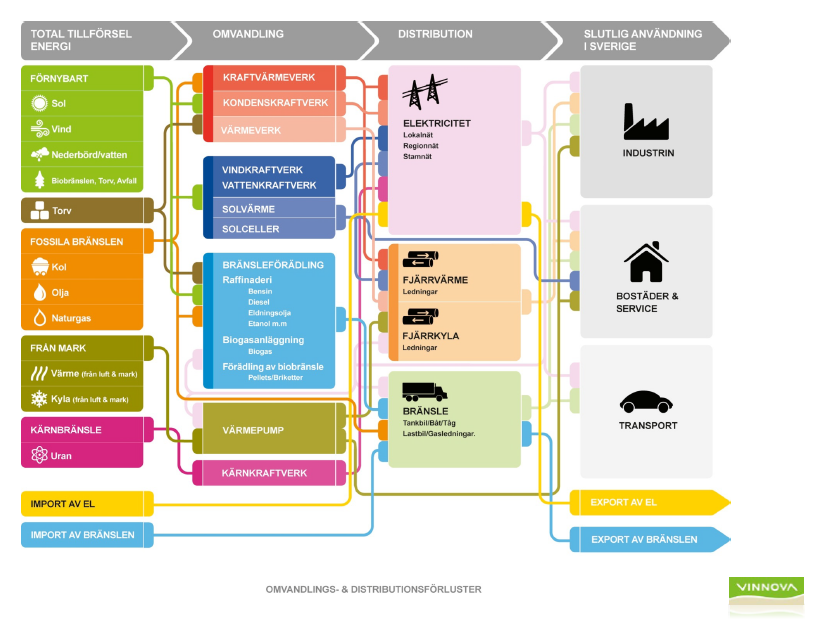 TOTAL TILLFÖRSEL
ENERGI
OMVANDLING
DISTRIBUTION
SLUTLIG ANVÄNDNING
I SVERIGE
FÖRNYBART
Sol
Vind
Nederbörd/vatten
Biobränslen, Torv, Avfall
Torv
FOSSILA BRÄNSLEN
Kol
Olja
Naturgas
FRÅN MARK
Värme (från luft & mark)
Kyla (från luft & mark)
KÄRNBRÄNSLE
Uran
IMPORT AV EL
IMPORT AV BRÄNSLEN
KRAFTVÄRMEVERK
KONDENSKRAFTVERK
VÄRMEVERK
VINDKRAFTVERK
VATTENKRAFTVERK
SOLVÄRME
SOLCELLER
BRÄNSLEFÖRÄDLING
Raffinaderi
Bensin
Diesel
Eldningsolja
Etanol m.m
Biogasanläggning
Biogas
Förädling av biobränsle
Pellets/Briketter
VÄRMEPUMP
KÄRNKRAFTVERK
ELEKTRICITET
Lokalnät
Regionnät
Stamnät
FJÄRRVÄRME
Ledningar
FJÄRRKYLA
Ledningar
BRÄNSLE
Tankbil/Båt/Tåg
Lastbil/Gasledningar.
INDUSTRIN
BOSTÄDER &
SERVICE
TRANSPORT
EXPORT AV EL
EXPORT AV BRÄNSLEN
OMVANDLINGS- & DISTRIBUTIONSFÖRLUSTER
VINNOVA